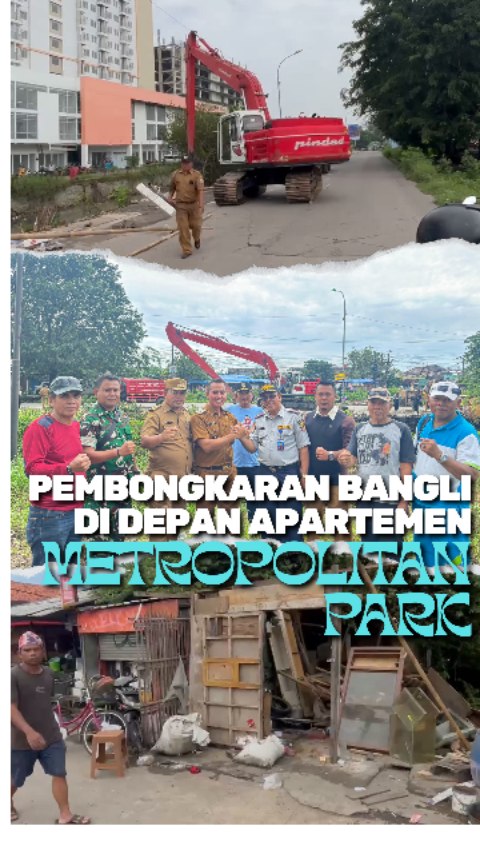 pindad
PEMBONGKARAN BANGLI
DI DEPAN APARTEMEN
METROPOLITAN
PARK